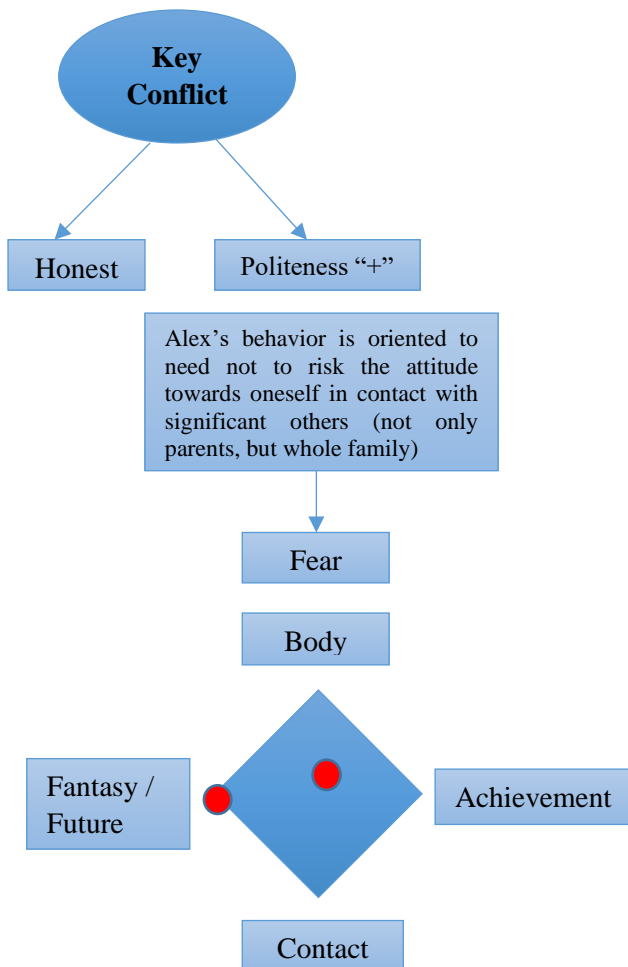 Key
Conflict
Honest
Politeness “+”
Alex’s behavior is oriented to
need not to risk the attitude
towards oneself in contact with
significant others (not only
parents, but whole family)
Fear
Body
Fantasy /
Future
Achievement
Contact